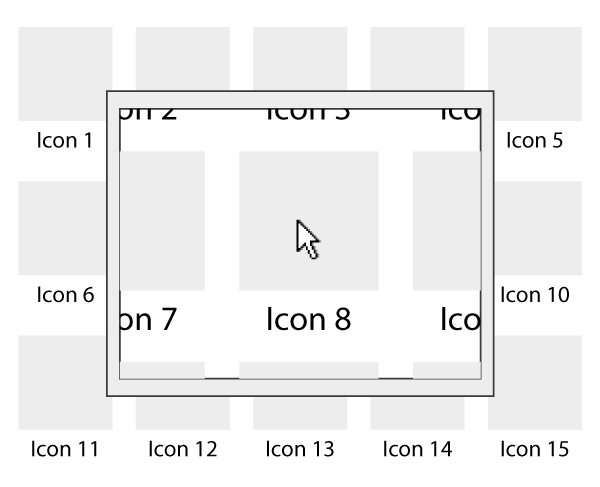 Icon 1
Icon 5
on 2
Icon 3
Ico
Icon 6
Icon 10
on 7
Icon 8
Ico
Icon 11
Icon 12
Icon 13
Icon 14
Icon 15